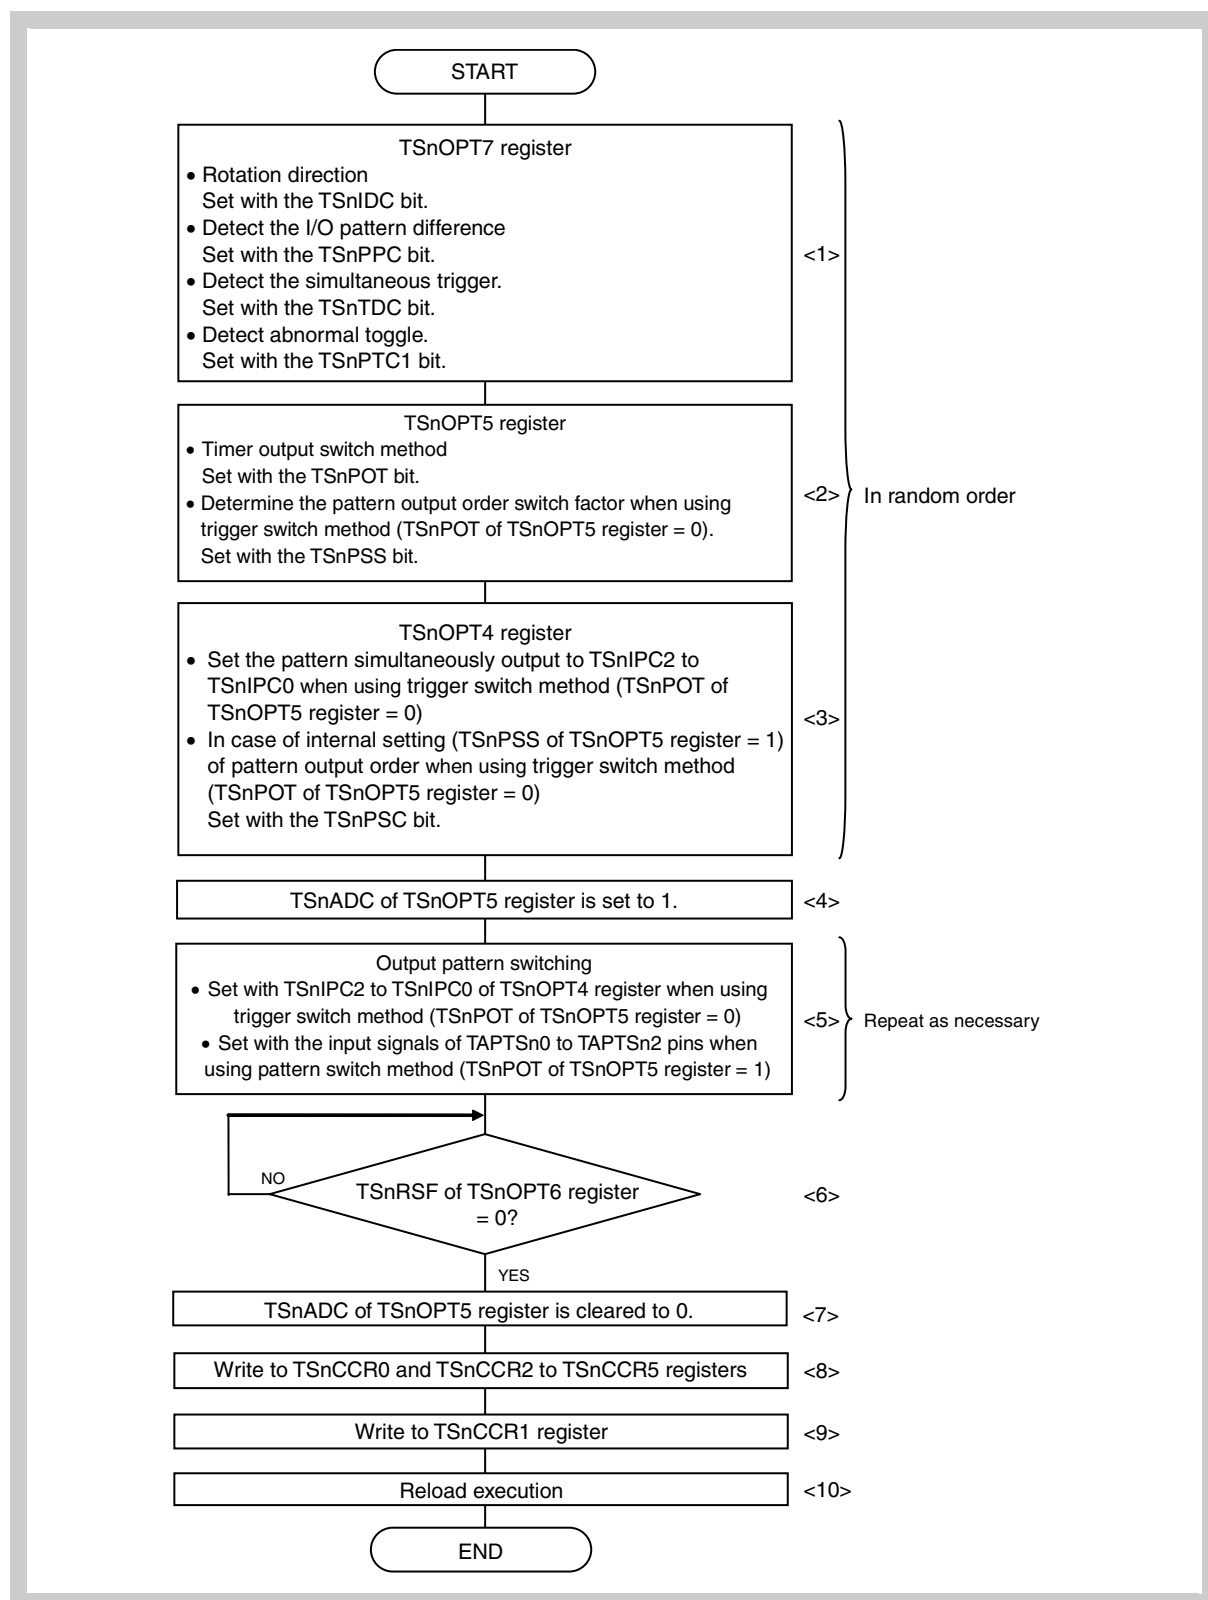 START
TSnOPT7 register
• Rotation direction
Set with the TSnIDC bit.
• Detect the I/O pattern difference
Set with the TSnPPC bit.
• Detect the simultaneous trigger.
Set with the TSnTDC bit.
• Detect abnormal toggle.
Set with the TSnPTC1 bit.
<1>
TSnOPT5 register
• Timer output switch method
Set with the TSnPOT bit.
• Determine the pattern output order switch factor when using
trigger switch method (TSnPOT of TSnOPT5 register = 0).
Set with the TSnPSS bit.
<2>
In random order
TSnOPT4 register
• Set the pattern simultaneously output to TSnIPC2 to
TSnIPC0 when using trigger switch method (TSnPOT of
TSnOPT5 register = 0)
• In case of internal setting (TSnPSS of TSnOPT5 register = 1)
of pattern output order when using trigger switch method
(TSnPOT of TSnOPT5 register = 0)
Set with the TSnPSC bit.
<3>
TSnADC of TSnOPT5 register is set to 1.
<4>
Output pattern switching
• Set with TSnIPC2 to TSnIPC0 of TSnOPT4 register when using
trigger switch method (TSnPOT of TSnOPT5 register = 0)
• Set with the input signals of TAPTSn0 to TAPTSn2 pins when
using pattern switch method (TSnPOT of TSnOPT5 register = 1)
<5>
Repeat as necessary
NO
TSnRSF of TSnOPT6 register
= 0?
<6>
YES
TSnADC of TSnOPT5 register is cleared to 0.
<7>
Write to TSnCCR0 and TSnCCR2 to TSnCCR5 registers
<8>
Write to TSnCCR1 register
<9>
Reload execution
<10>
END